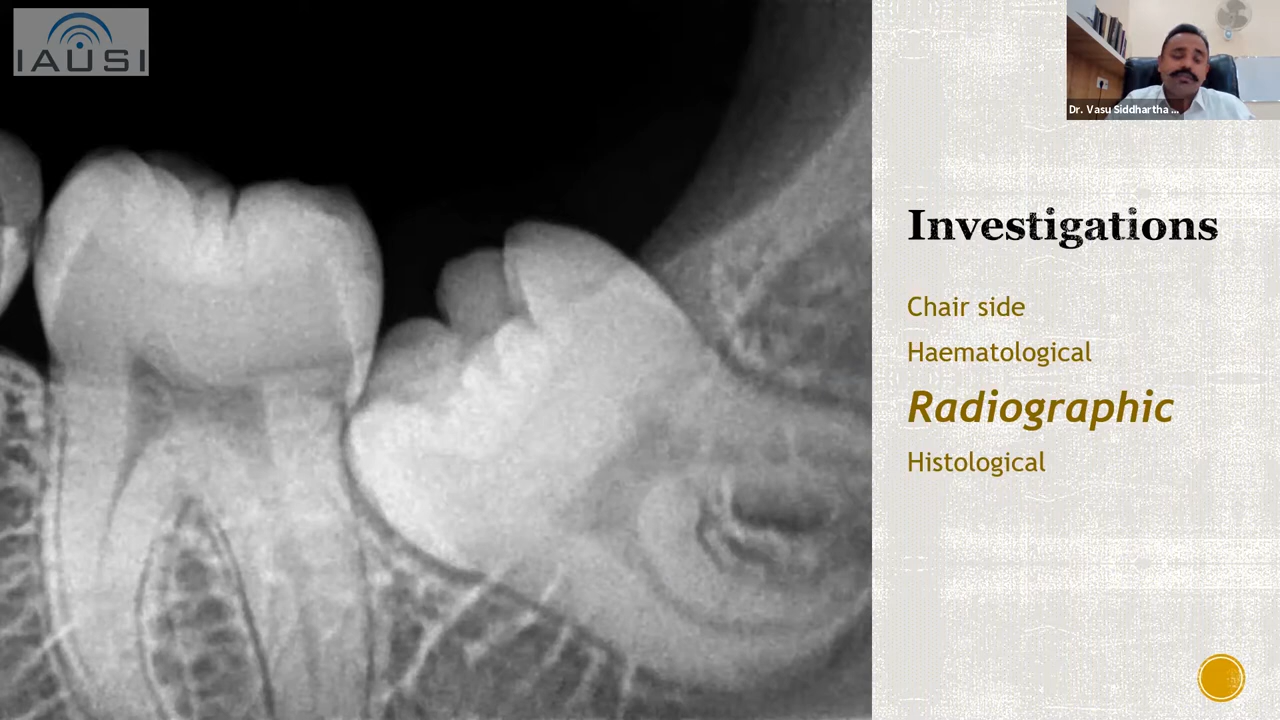 IAUSI
Dr. Vasu Siddhartha ...
Investigations
Chair side
Haematological
Radiographic
Histological